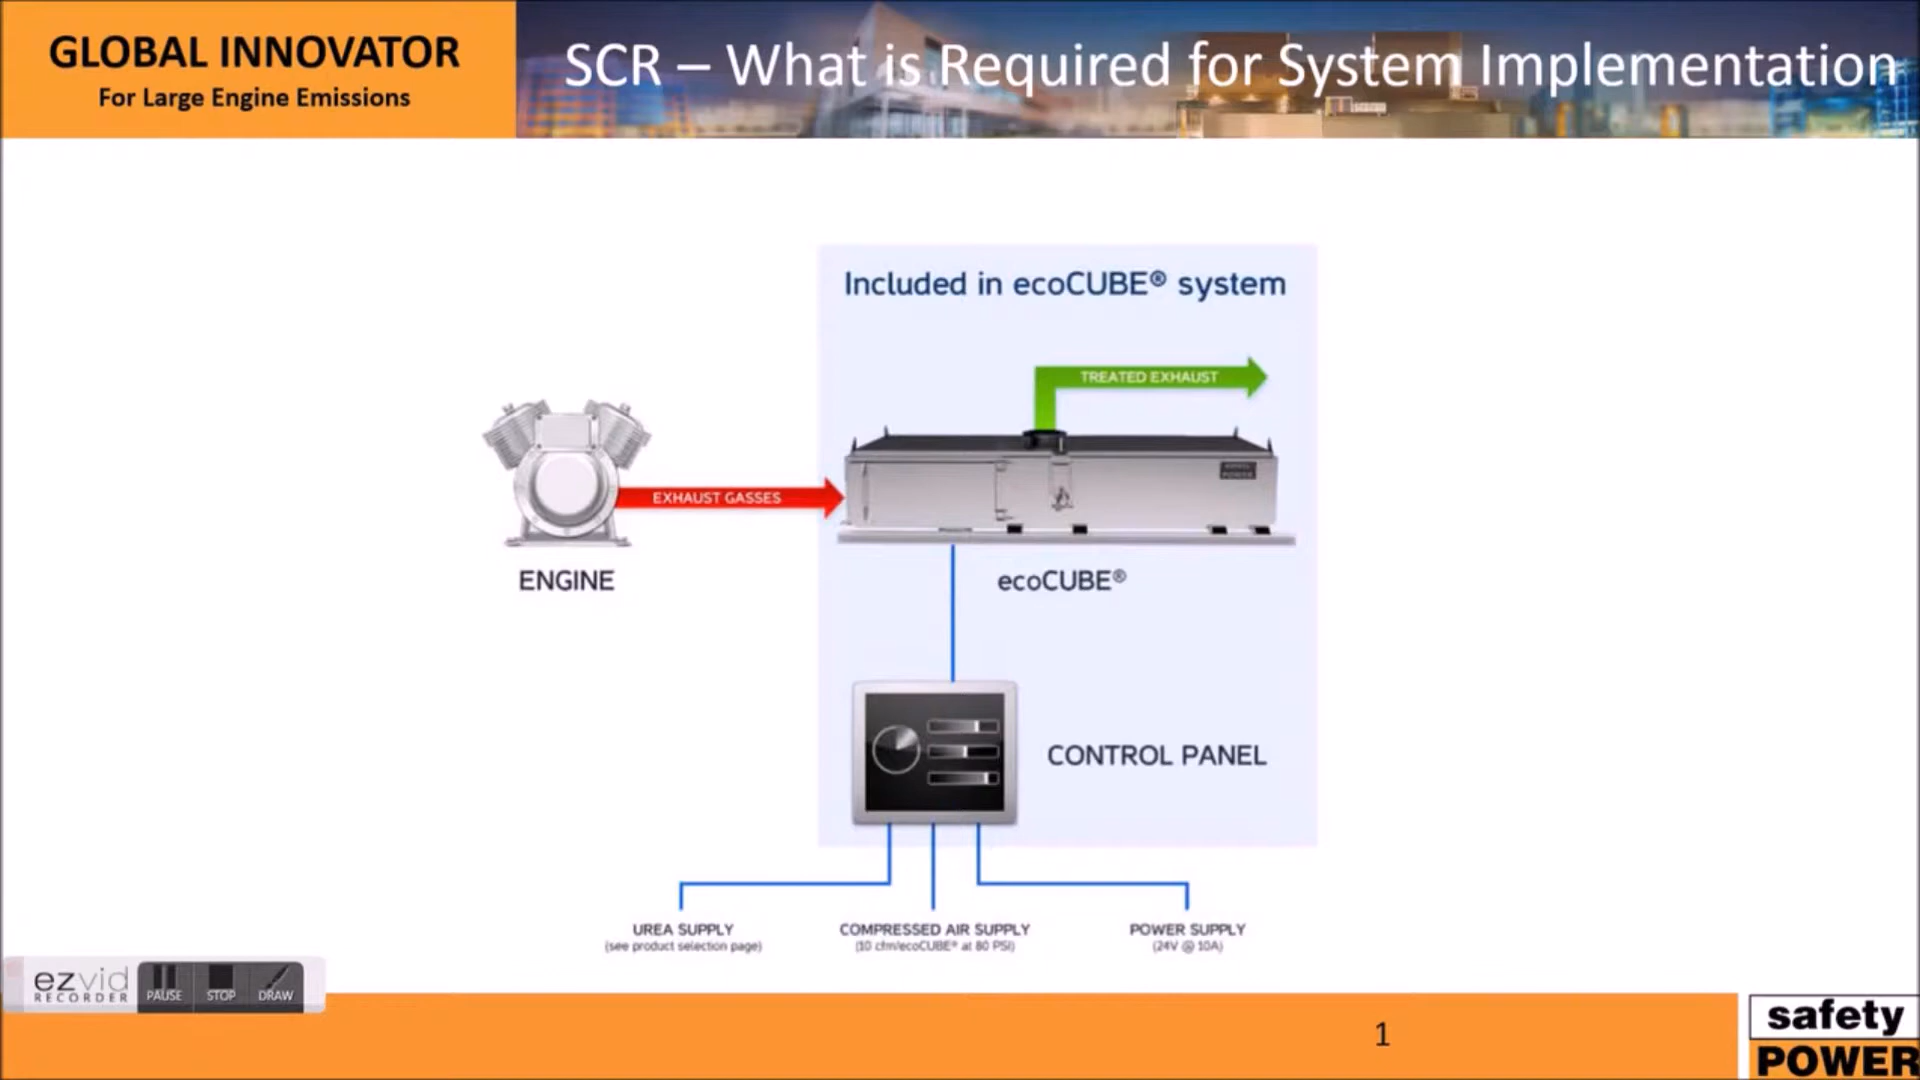 GLOBAL INNOVATOR
For Large Engine Emissions
SCR – What is Required for System Implementation
Included in ecoCUBE® system
TREATED EXHAUST
EXHAUST GASSES
SAFETY
POWER
ENGINE
ecoCUBE®
CONTROL PANEL
UREA SUPPLY
(see product selection page)
COMPRESSED AIR SUPPLY
(10 cfm/ecoCUBE® at 80 PSI)
POWER SUPPLY
(24V @ 10A)
ezvid
RECORDER
PAUSE
STOP
DRAW
1
safety
POWER